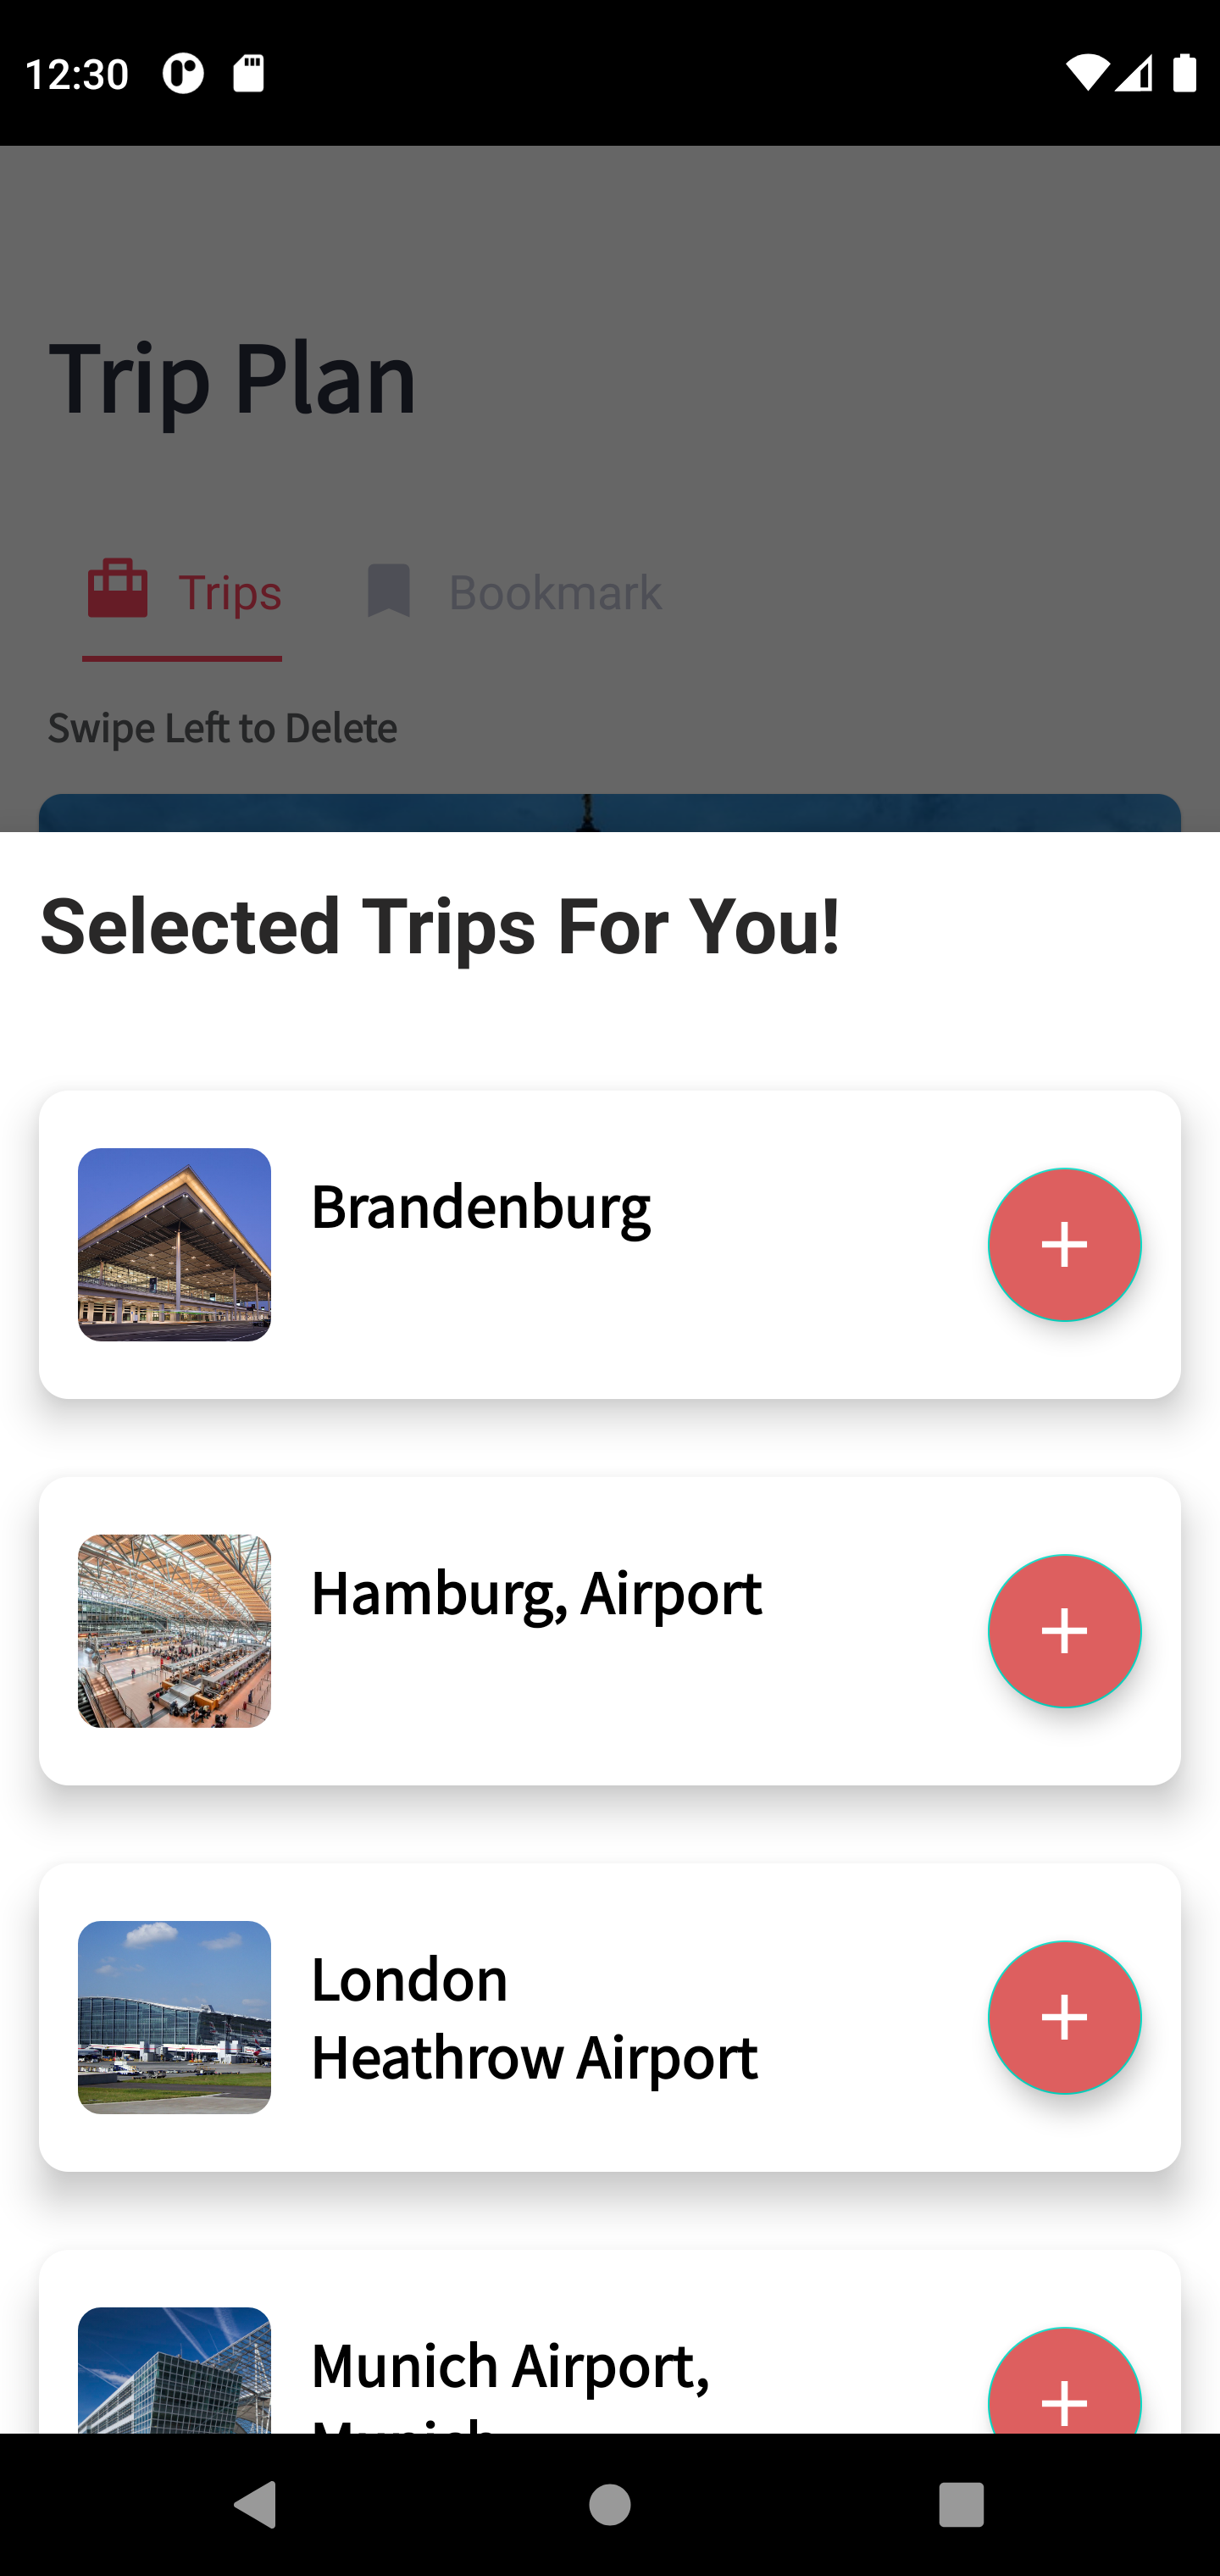 12:30
Trip Plan
Trips
Bookmark
Swipe Left to Delete
Selected Trips For You!
Brandenburg
Hamburg, Airport
London
Heathrow Airport
Munich Airport,
Munich